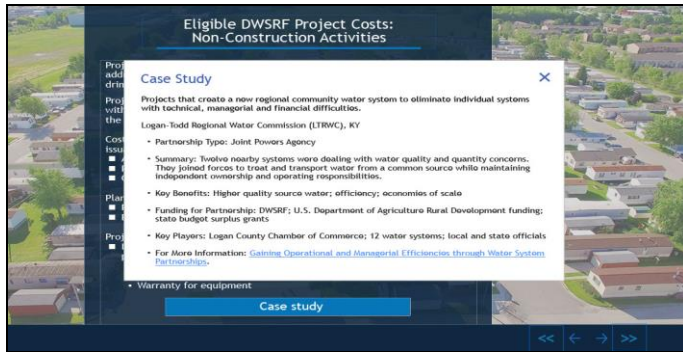 Eligible DWSRF Project Costs:
Non-Construction Activities
Case Study
×
Projects that create a new regional community water system to eliminate individual systems
with technical, managerial and financial difficulties.
Logan-Todd Regional Water Commission (LTRWC), KY
• Partnership Type: Joint Powers Agency
• Summary: Twelve nearby systems were dealing with water quality and quantity concerns.
They joined forces to treat and transport water from a common source while maintaining
independent ownership and operating responsibilities.
• Key Benefits: Higher quality source water; efficiency; economies of scale
• Funding for Partnership: DWSRF; U.S. Department of Agriculture Rural Development funding;
state budget surplus grants
• Key Players: Logan County Chamber of Commerce; 12 water systems; local and state officials
• For More Information: Gaining Operational and Managerial Efficiencies through Water System
Partnerships.
• Warranty for equipment
Case study
<< ← → >>